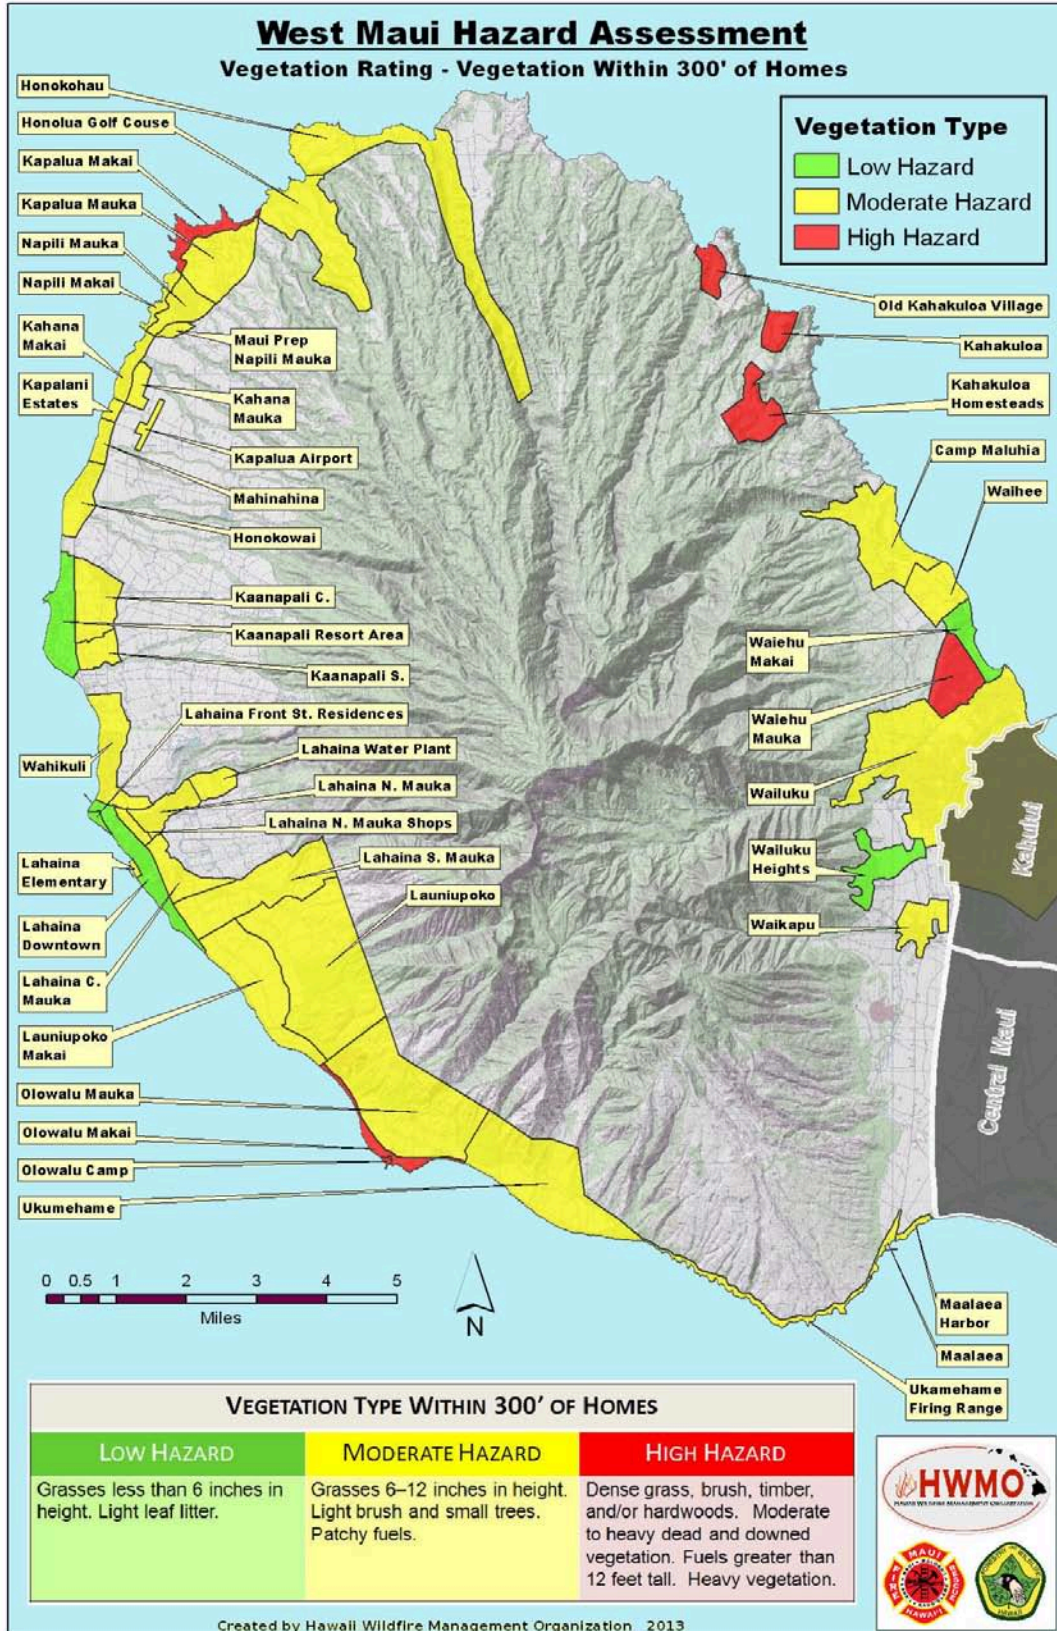 West Maui Hazard Assessment
Vegetation Rating - Vegetation Within 300' of Homes
Honokohau
Honolua Golf Couse
Kapalua Makai
Kapalua Mauka
Napili Mauka
Napili Makai
Kahana
Makai
Kapalani
Estates
Maui Prep
Napili Mauka
Kahana
Mauka
Kapalua Airport
Mahinahina
Honokowai
Kaanapali C.
Kaanapali Resort Area
Kaanapali S.
Lahaina Front St. Residences
Wahikuli
Lahaina Water Plant
Lahaina N. Mauka
Lahaina N. Mauka Shops
Lahaina S. Mauka
Launiupoko
Lahaina
Elementary
Lahaina
Downtown
Lahaina C.
Mauka
Launiupoko
Makai
Olowalu Mauka
Olowalu Makai
Olowalu Camp
Ukumehame
Vegetation Type
Low Hazard
Moderate Hazard
High Hazard
Old Kahakuloa Village
Kahakuloa
Kahakuloa
Homesteads
Camp Maluhia
Waihee
Waiehu
Makai
Waiehu
Mauka
Wailuku
Wailuku
Heights
Waikapu
Kahului
Central Maui
Maalaea
Harbor
Maalaea
Ukamehame
Firing Range
0 0.5 1 2 3 4 5
Miles
N
VEGETATION TYPE WITHIN 300' OF HOMES
LOW HAZARD
MODERATE HAZARD
HIGH HAZARD
Grasses less than 6 inches in
height. Light leaf litter.
Grasses 6–12 inches in height.
Light brush and small trees.
Patchy fuels.
Dense grass, brush, timber,
and/or hardwoods. Moderate
to heavy dead and downed
vegetation. Fuels greater than
12 feet tall. Heavy vegetation.
HWMO
HAWAII WILDFIRE MANAGEMENT ORGANIZATION
MAUI
FIRE
HAWAI'I
Created by Hawaii Wildfire Management Organization 2013